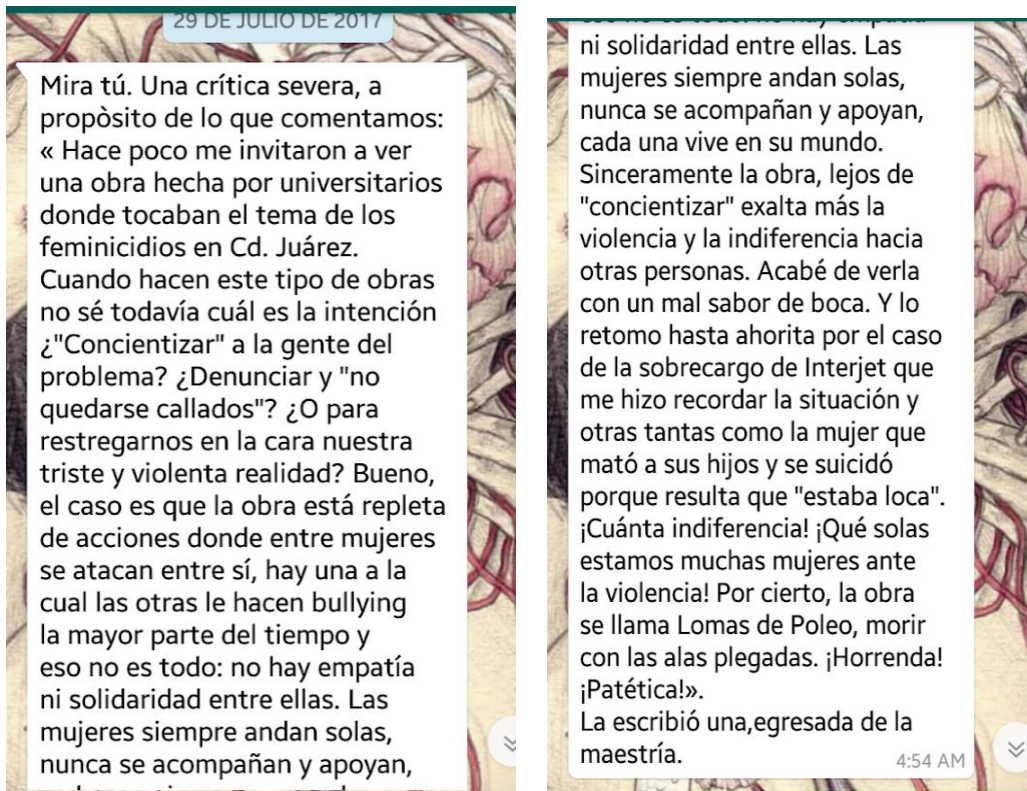 29 DE JULIO DE 2017
Mira tú. Una crítica severa, a
propòsito de lo que comentamos:
« Hace poco me invitaron a ver
una obra hecha por universitarios
donde tocaban el tema de los
feminicidios en Cd. Juárez.
Cuando hacen este tipo de obras
no sé todavía cuál es la intención
¿"Concientizar" a la gente del
problema? ¿Denunciar y "no
quedarse callados"? ¿O para
restregarnos en la cara nuestra
triste y violenta realidad? Bueno,
el caso es que la obra está repleta
de acciones donde entre mujeres
se atacan entre sí, hay una a la
cual las otras le hacen bullying
la mayor parte del tiempo y
eso no es todo: no hay empatía
ni solidaridad entre ellas. Las
mujeres siempre andan solas,
nunca se acompañan y apoyan,
eso no es todo: no hay empatía
ni solidaridad entre ellas. Las
mujeres siempre andan solas,
nunca se acompañan y apoyan,
cada una vive en su mundo.
Sinceramente la obra, lejos de
"concientizar" exalta más la
violencia y la indiferencia hacia
otras personas. Acabé de verla
con un mal sabor de boca. Y lo
retomo hasta ahorita por el caso
de la sobrecargo de Interjet que
me hizo recordar la situación y
otras tantas como la mujer que
mató a sus hijos y se suicidó
porque resulta que "estaba loca".
¡Cuánta indiferencia! ¡Qué solas
estamos muchas mujeres ante
la violencia! Por cierto, la obra
se llama Lomas de Poleo, morir
con las alas plegadas. ¡Horrenda!
¡Patética!».
La escribió una,egresada de la
maestría.
4:54 AM